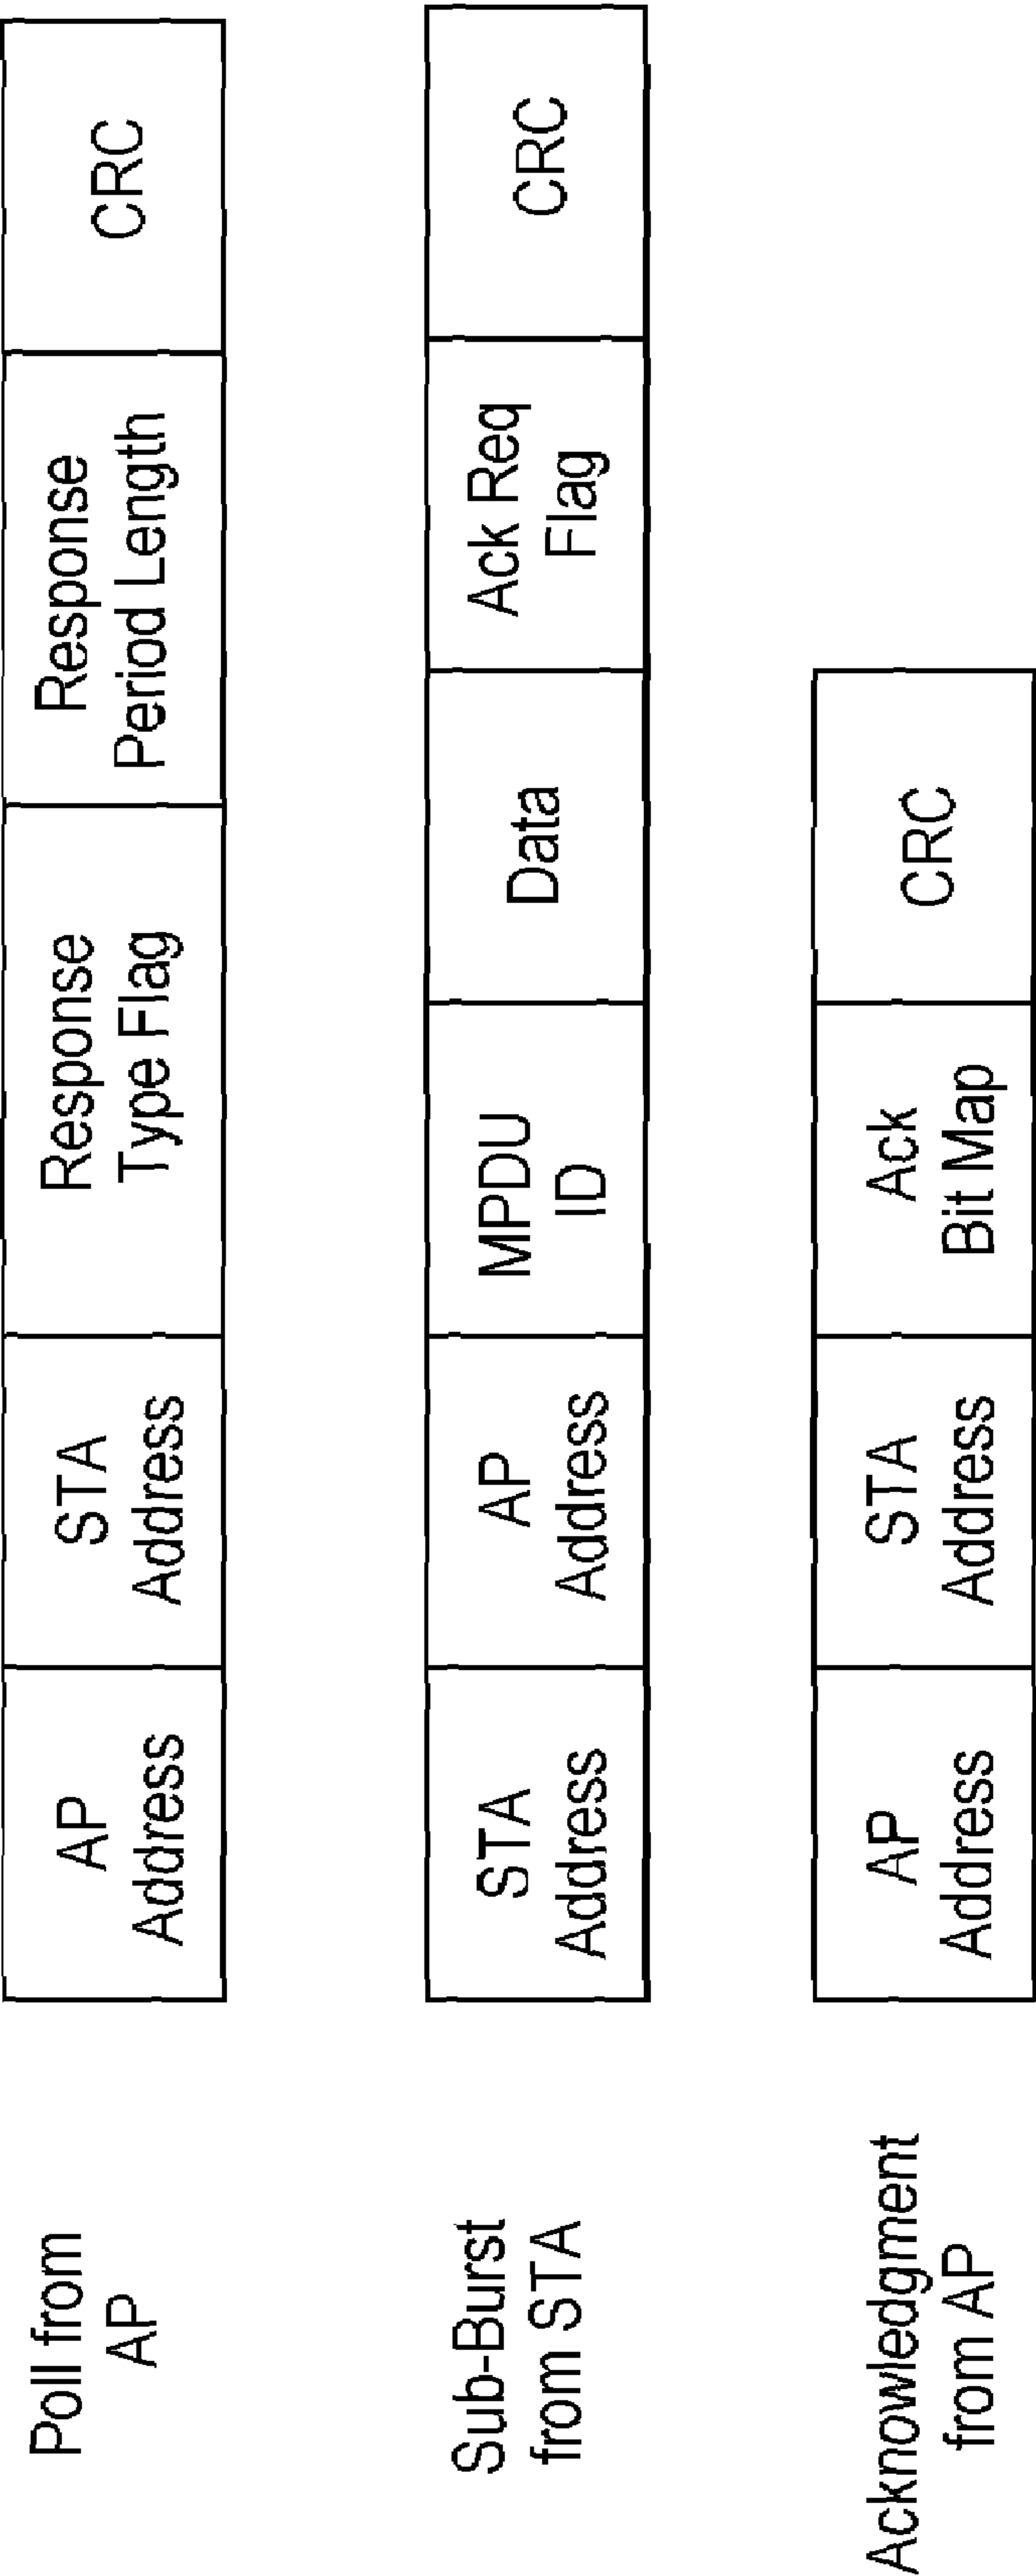 Poll from
AP
AP
Address
STA
Address
Response
Type Flag
Response
Period Length
CRC
Sub-Burst
from STA
STA
Address
AP
Address
MPDU
ID
Data
Ack Req
Flag
CRC
Acknowledgment
from AP
AP
Address
STA
Address
Ack
Bit Map
CRC